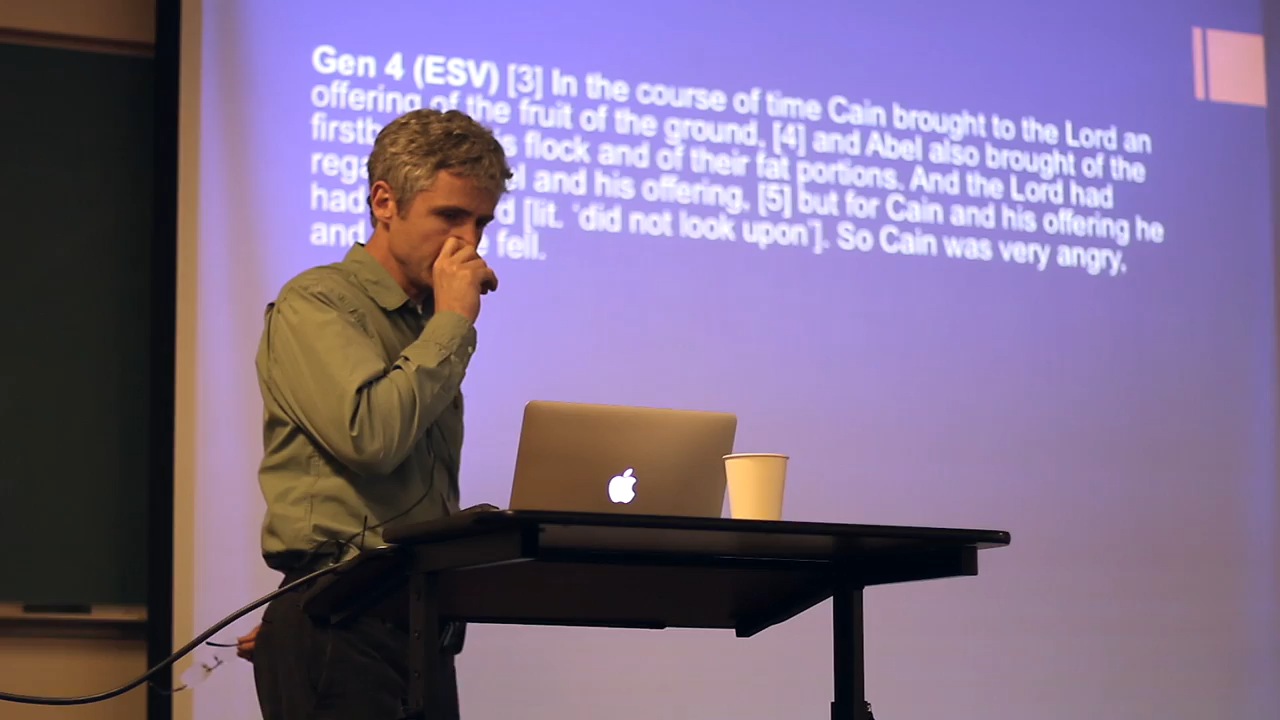 Gen 4 (ESV) [3] In the course of time Cain brought to the Lord an
offering of the fruit of the ground, [4] and Abel also brought of the
flock and of their fat portions. And the Lord had
and his offering, [5] but for Cain and his offering he
had [lit. 'did not look upon']. So Cain was very angry,
and fell.